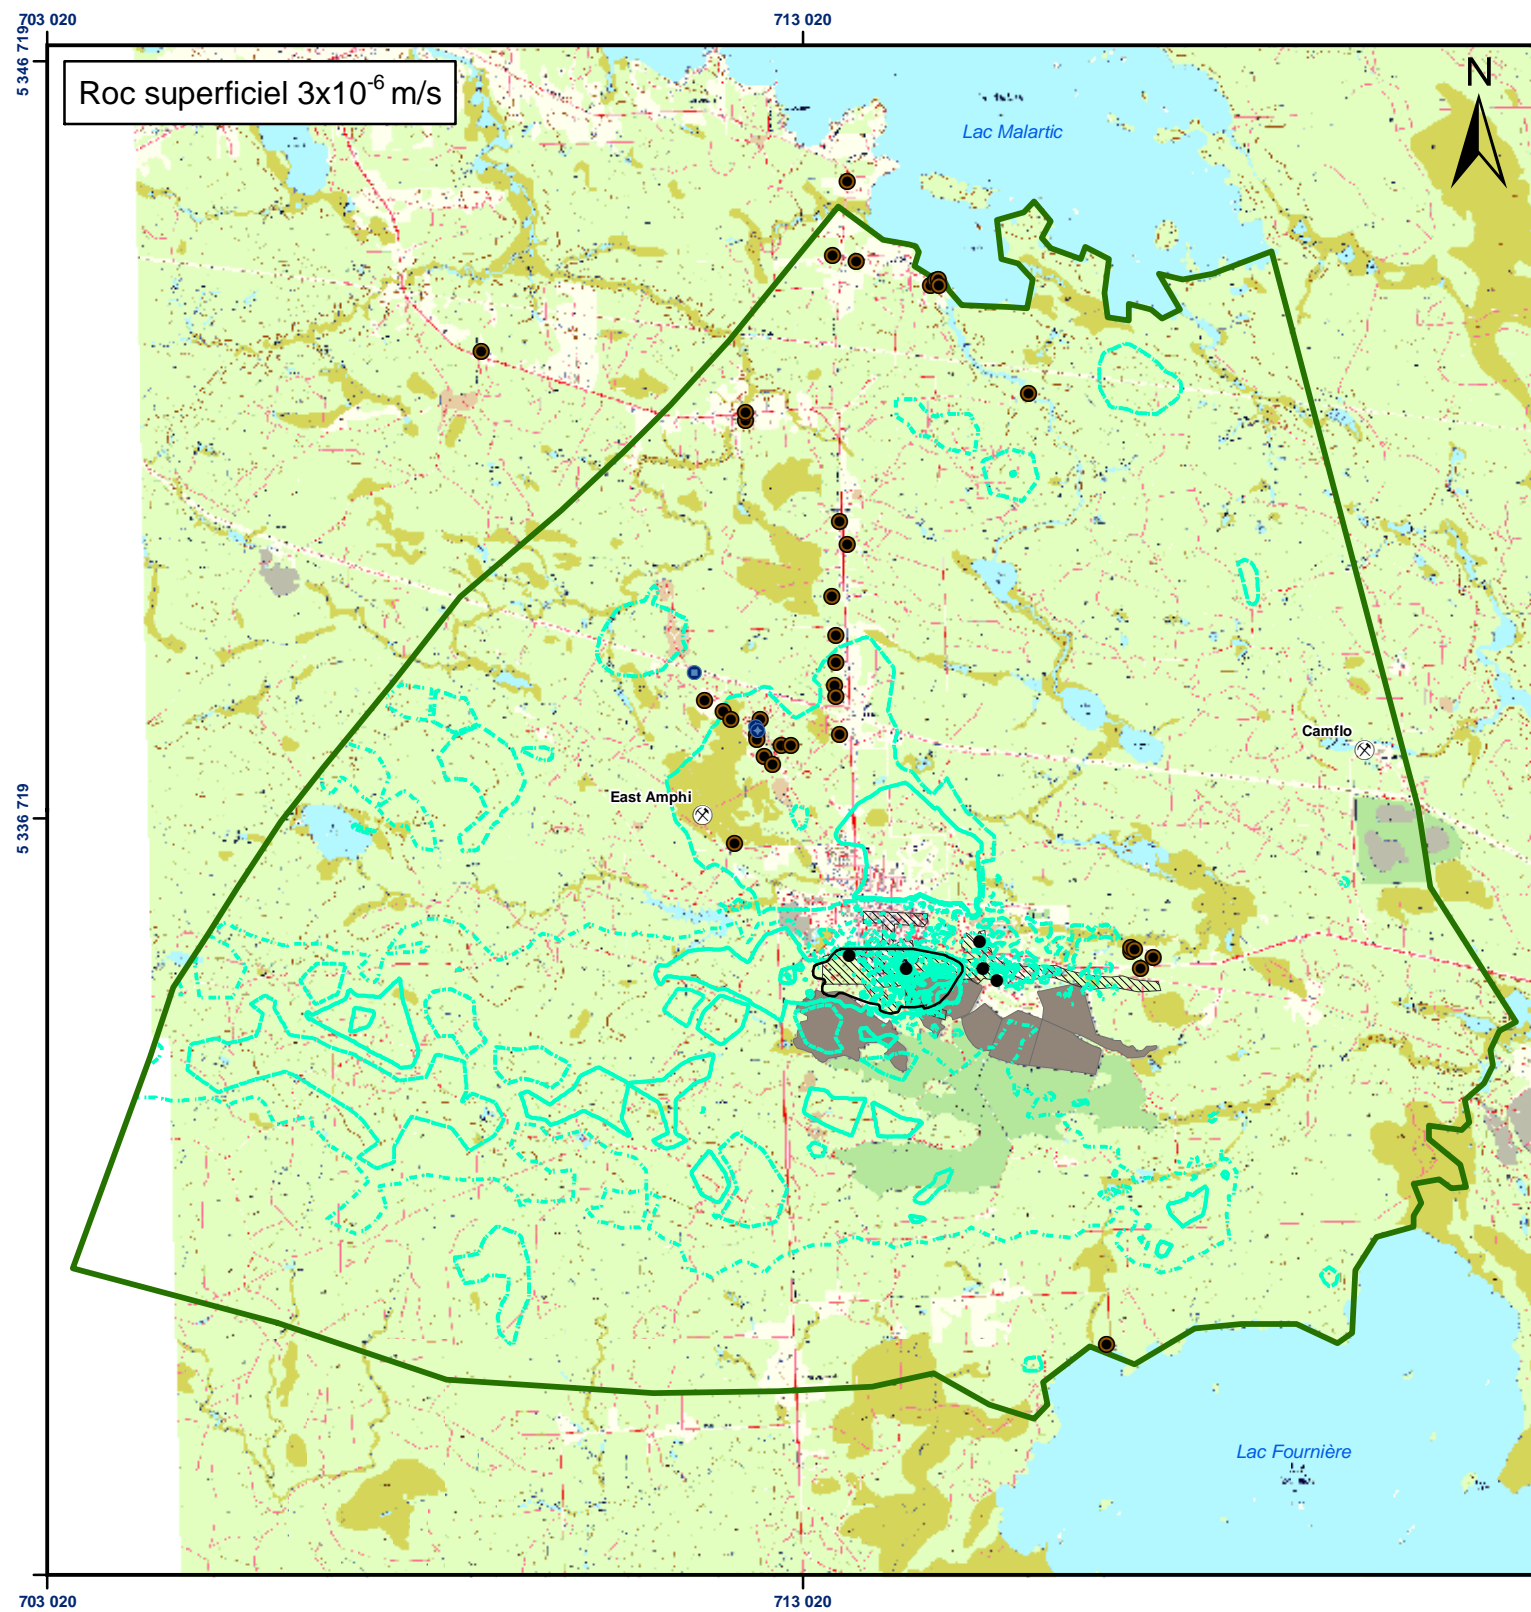 703 020
713 020
5 346 719
Roc superficiel 3x10⁻⁶ m/s
N
Lac Malartic
Camflo
East Amphi
5 336 719
Lac Fournière
703 020
713 020